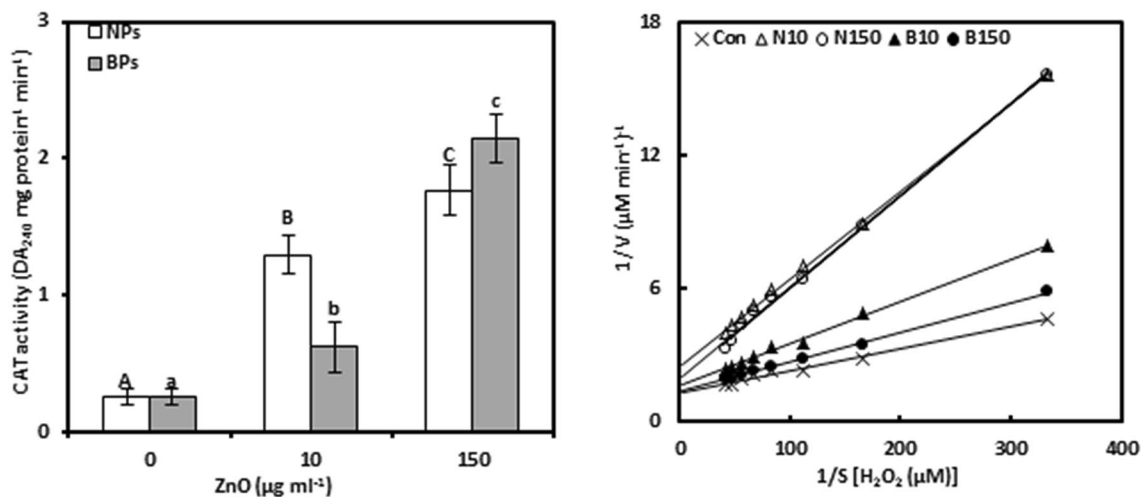 CAT activity (DA₂₄₀ mg protein⁻¹ min⁻¹)
3
2
1
0
NPs
BPs
A
a
B
b
C
c
0 10 150
ZnO (µg ml⁻¹)
1/V (µM min⁻¹)⁻¹
18
12
6
0
Con N10 N150 B10 B150
0 100 200 300 400
1/S [H₂O₂ (µM)]